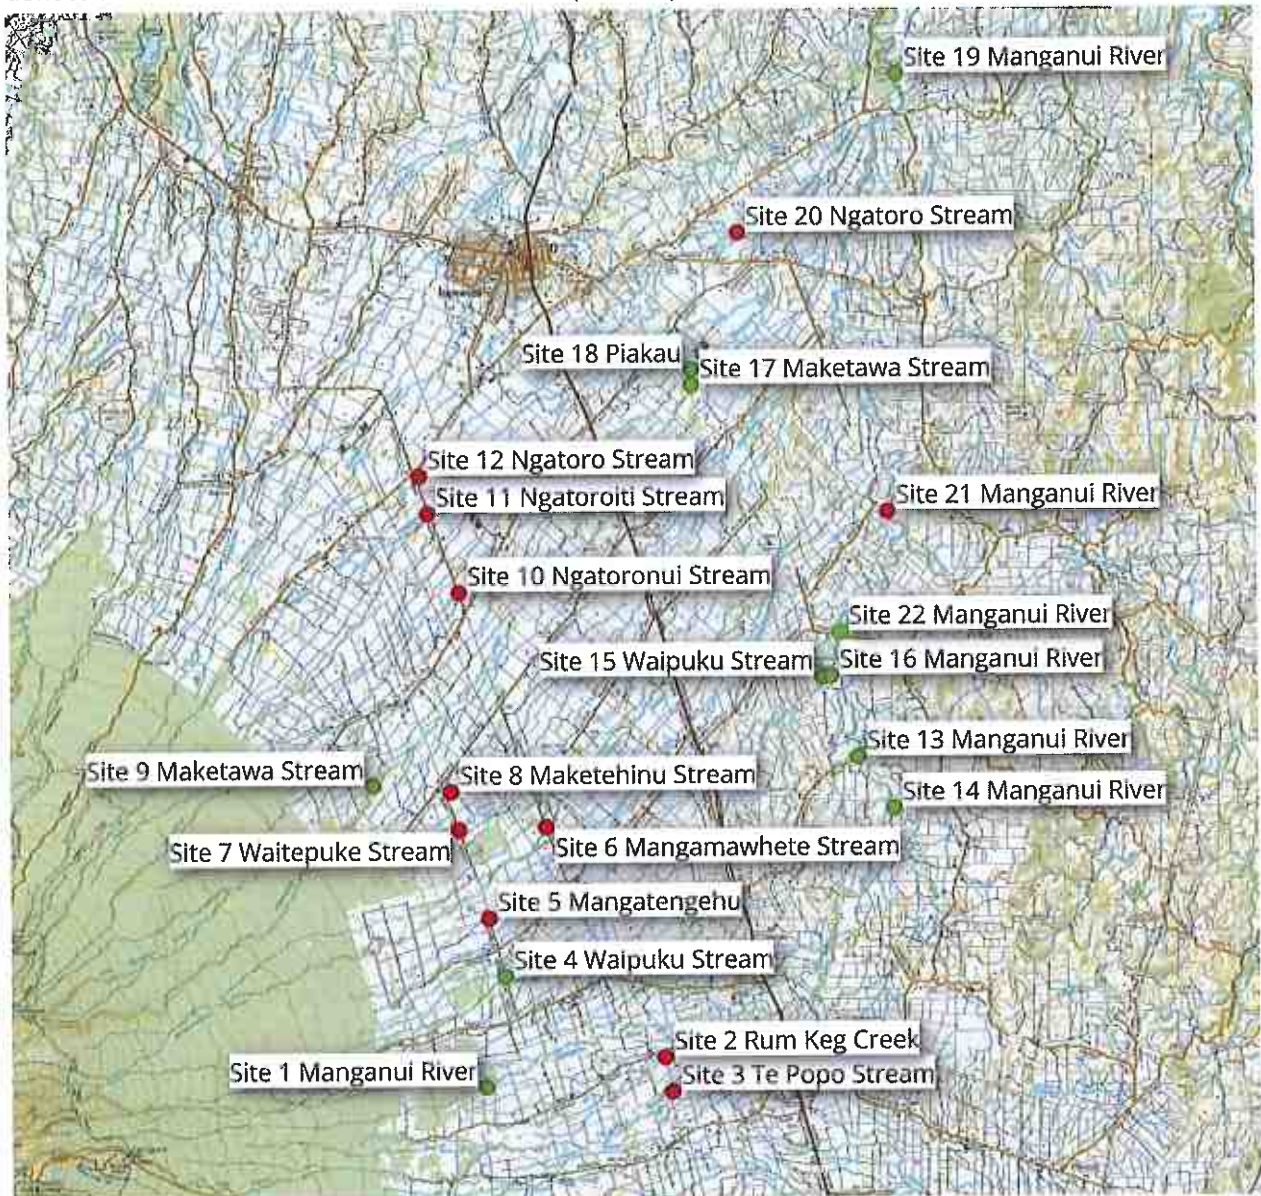 Site 19 Manganui River
Site 20 Ngatoro Stream
Site 18 Piakau
Site 17 Maketawa Stream
Site 12 Ngatoro Stream
Site 11 Ngatoroiti Stream
Site 21 Manganui River
Site 10 Ngatoronui Stream
Site 22 Manganui River
Site 15 Waipuku Stream
Site 16 Manganui River
Site 13 Manganui River
Site 9 Maketawa Stream
Site 8 Maketehinu Stream
Site 14 Manganui River
Site 7 Waitepuke Stream
Site 6 Mangamawhete Stream
Site 5 Mangatengehu
Site 4 Waipuku Stream
Site 2 Rum Keg Creek
Site 1 Manganui River
Site 3 Te Popo Stream